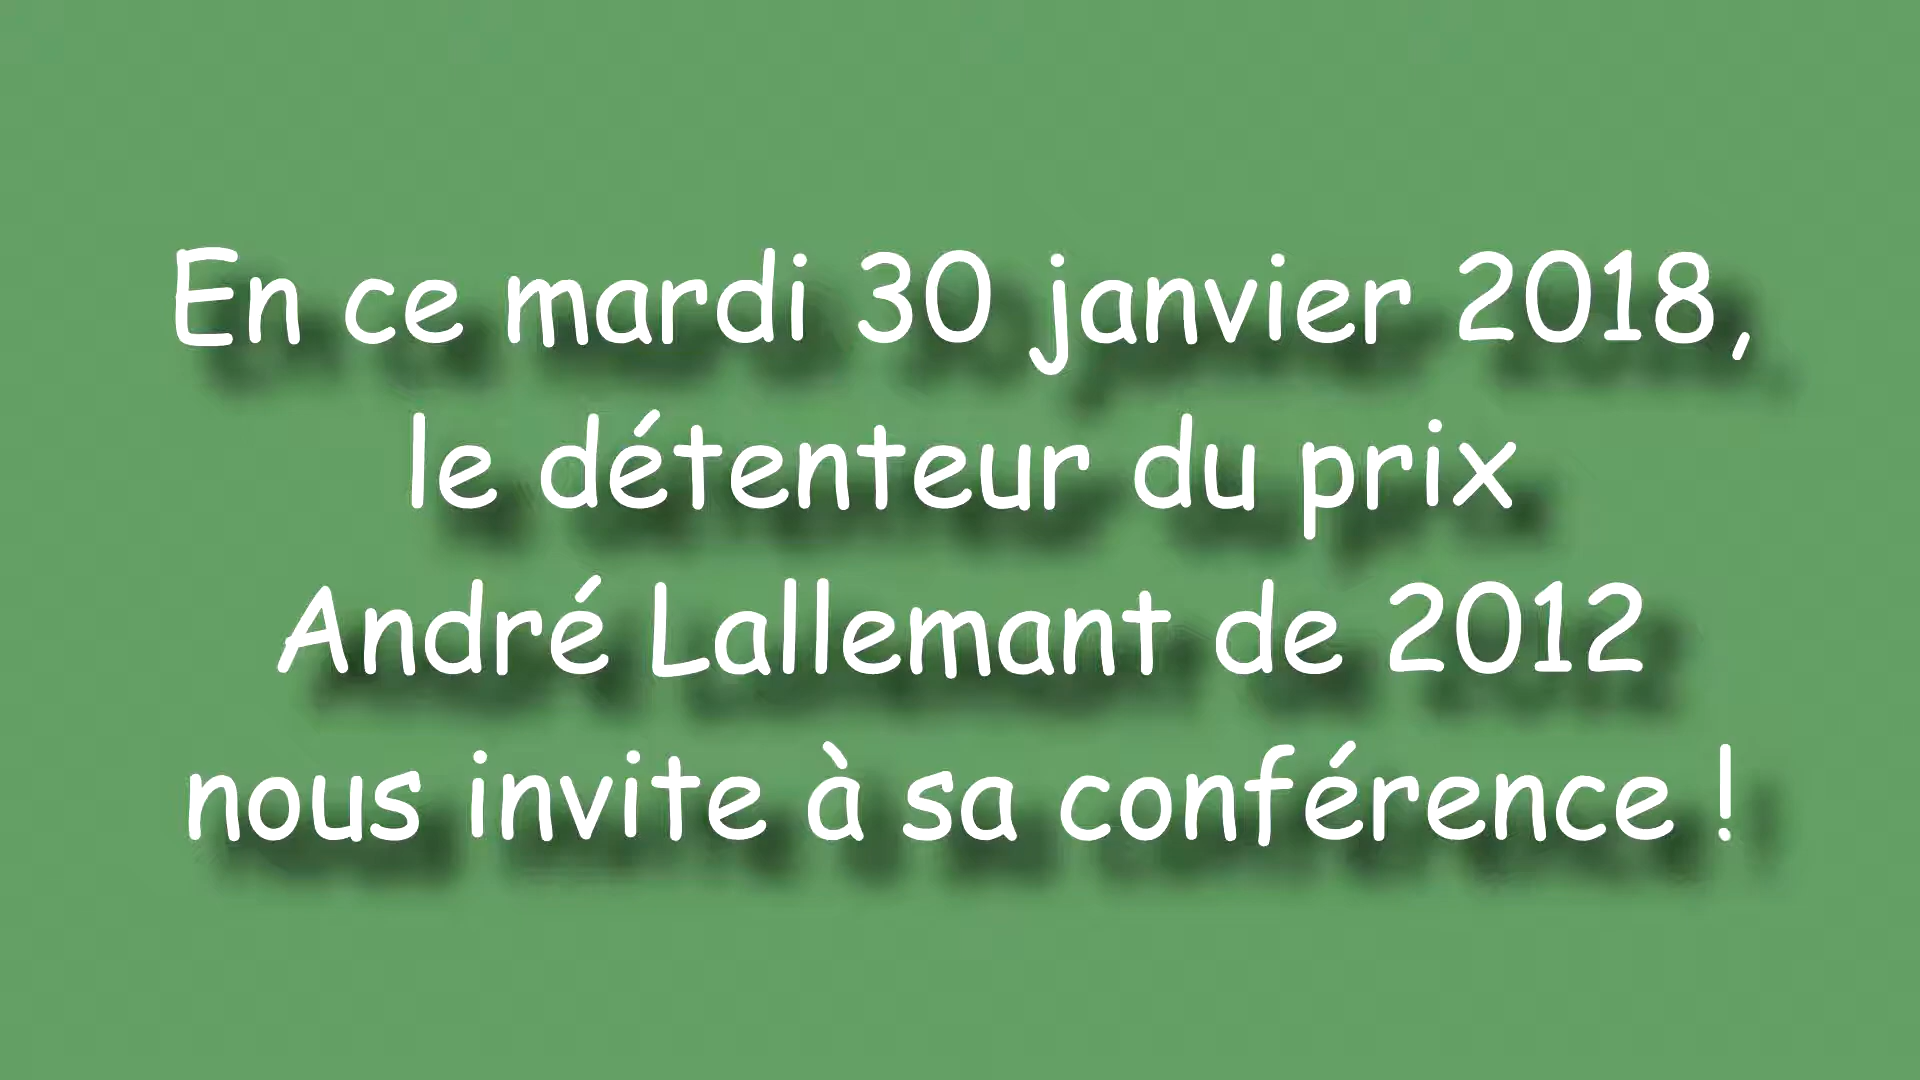 En ce mardi 30 janvier 2018,
le détenteur du prix
André Lallemant de 2012
nous invite à sa conférence !